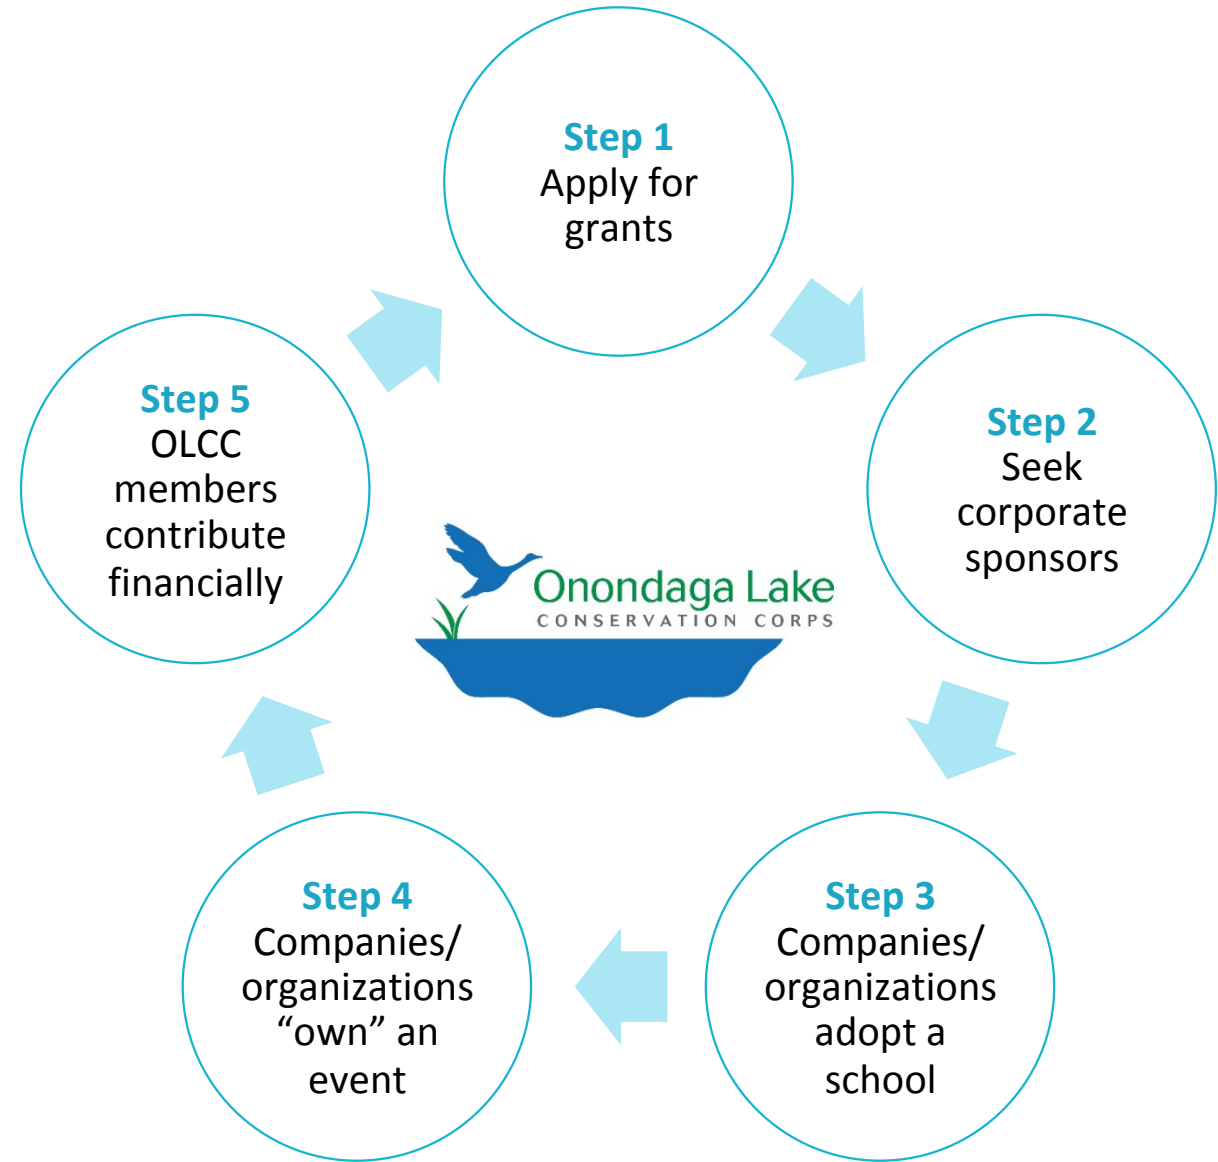 Step 1
Apply for
grants
Step 2
Seek
corporate
sponsors
Step 3
Companies/
organizations
adopt a
school
Step 4
Companies/
organizations
“own” an
event
Step 5
OLCC
members
contribute
financially
Onondaga Lake
CONSERVATION CORPS